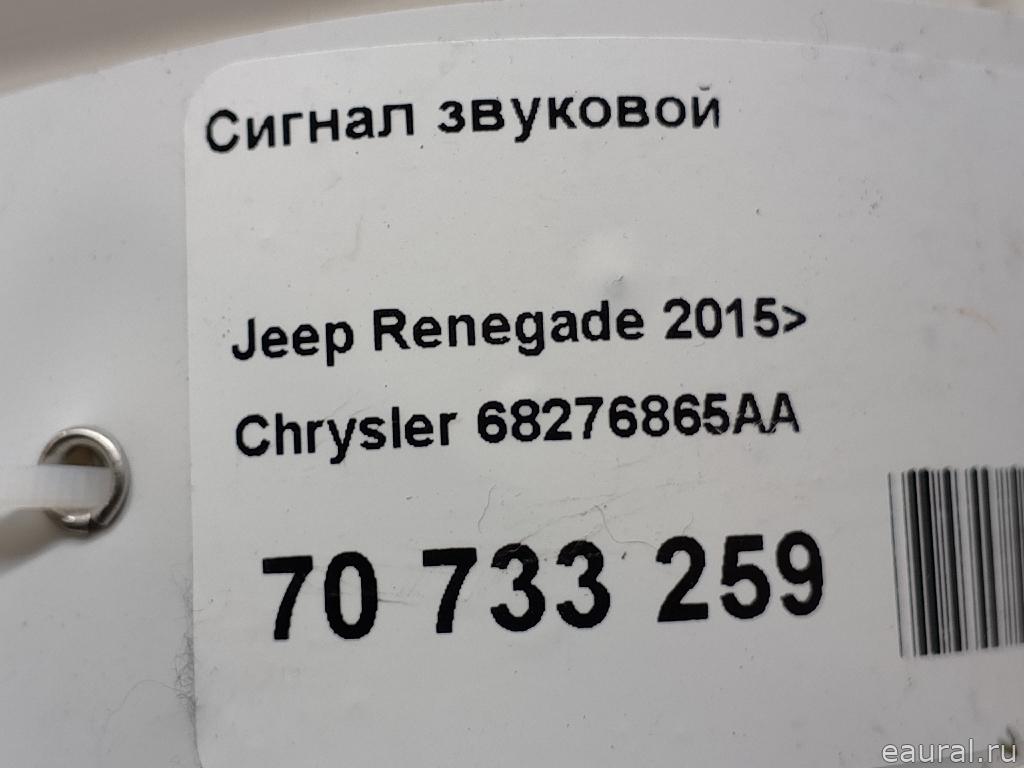 Сигнал звуковой
Jeep Renegade 2015>
Chrysler 68276865AA
70 733 259
eaural.ru